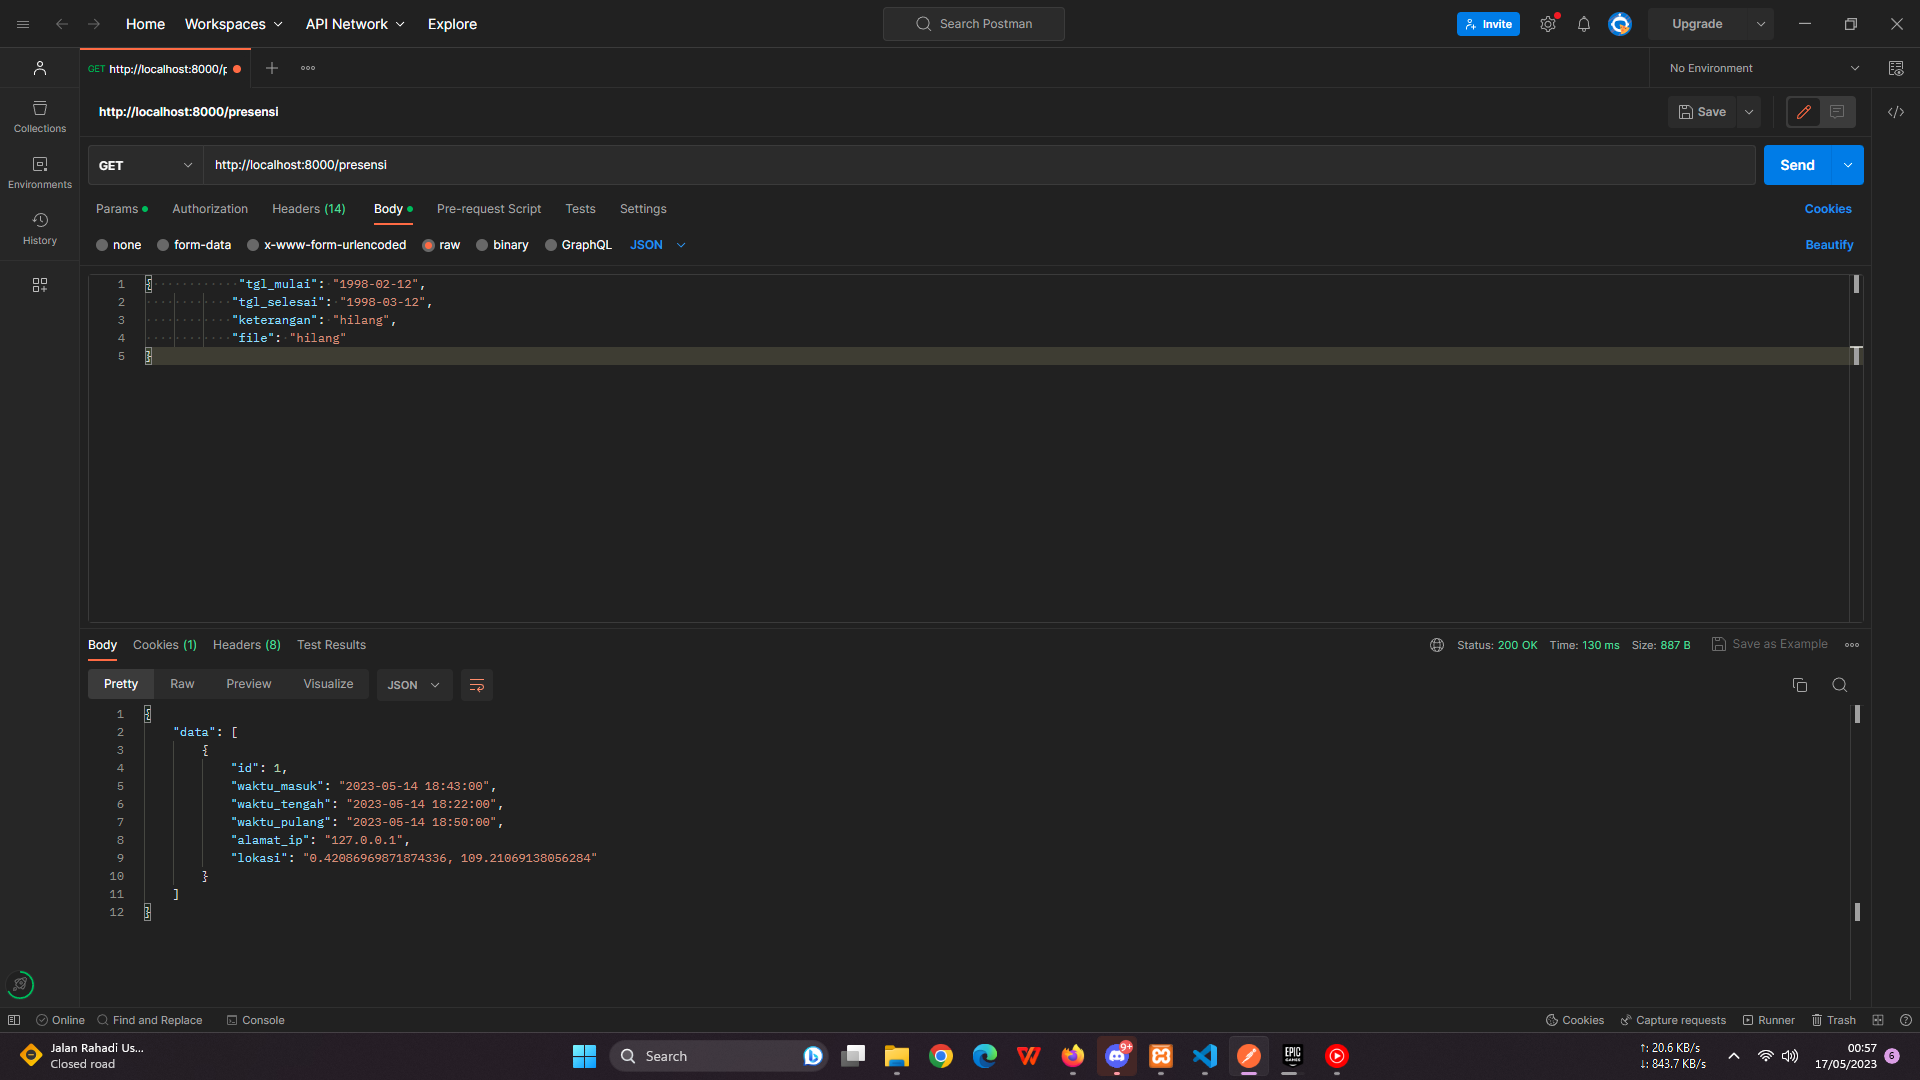 Home Workspaces API Network Explore Search Postman Invite Upgrade
GET http://localhost:8000/p No Environment
http://localhost:8000/presensi Save
Collections
GET http://localhost:8000/presensi Send
Environments
Params Authorization Headers (14) Body Pre-request Script Tests Settings Cookies
History
none form-data x-www-form-urlencoded raw binary GraphQL JSON Beautify
1 { "tgl_mulai": "1998-02-12",
2 "tgl_selesai": "1998-03-12",
3 "keterangan": "hilang",
4 "file": "hilang"
5 }
Body Cookies (1) Headers (8) Test Results Status: 200 OK Time: 130 ms Size: 887 B Save as Example
Pretty Raw Preview Visualize JSON
1 {
2 "data": [
3 {
4 "id": 1,
5 "waktu_masuk": "2023-05-14 18:43:00",
6 "waktu_tengah": "2023-05-14 18:22:00",
7 "waktu_pulang": "2023-05-14 18:50:00",
8 "alamat_ip": "127.0.0.1",
9 "lokasi": "0.42086969871874336, 109.21069138056284"
10 }
11 ]
12 }
Online Find and Replace Console Cookies Capture requests Runner Trash
Jalan Rahadi Us...
Closed road
Search
9+
EPIC
GAMES
↑: 20.6 KB/s
↓: 843.7 KB/s
00:57
17/05/2023
6